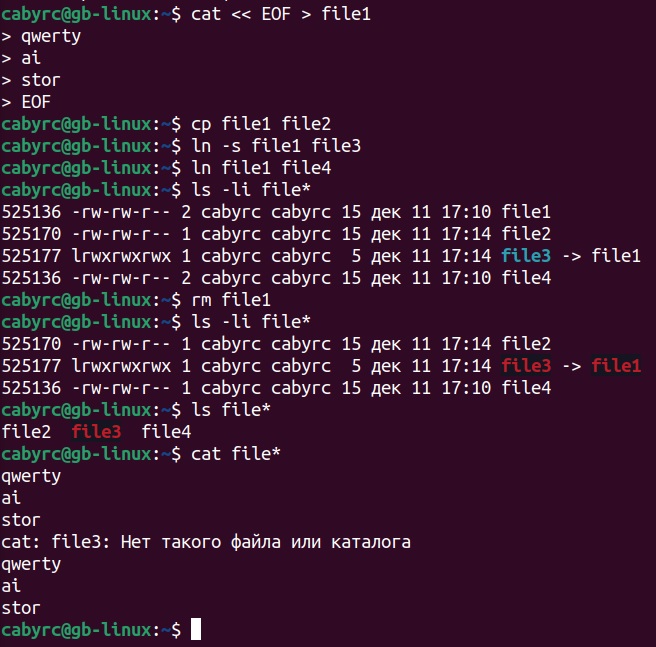 cabyrc@gb-linux:~$ cat << EOF > file1
> qwerty
> ai
> stor
> EOF
cabyrc@gb-linux:~$ cp file1 file2
cabyrc@gb-linux:~$ ln -s file1 file3
cabyrc@gb-linux:~$ ln file1 file4
cabyrc@gb-linux:~$ ls -li file*
525136 -rw-rw-r-- 2 cabyrc cabyrc 15 дек 11 17:10 file1
525170 -rw-rw-r-- 1 cabyrc cabyrc 15 дек 11 17:14 file2
525177 lrwxrwxrwx 1 cabyrc cabyrc  5 дек 11 17:14 file3 -> file1
525136 -rw-rw-r-- 2 cabyrc cabyrc 15 дек 11 17:10 file4
cabyrc@gb-linux:~$ rm file1
cabyrc@gb-linux:~$ ls -li file*
525170 -rw-rw-r-- 1 cabyrc cabyrc 15 дек 11 17:14 file2
525177 lrwxrwxrwx 1 cabyrc cabyrc  5 дек 11 17:14 file3 -> file1
525136 -rw-rw-r-- 1 cabyrc cabyrc 15 дек 11 17:10 file4
cabyrc@gb-linux:~$ ls file*
file2  file3  file4
cabyrc@gb-linux:~$ cat file*
qwerty
ai
stor
cat: file3: Нет такого файла или каталога
qwerty
ai
stor
cabyrc@gb-linux:~$